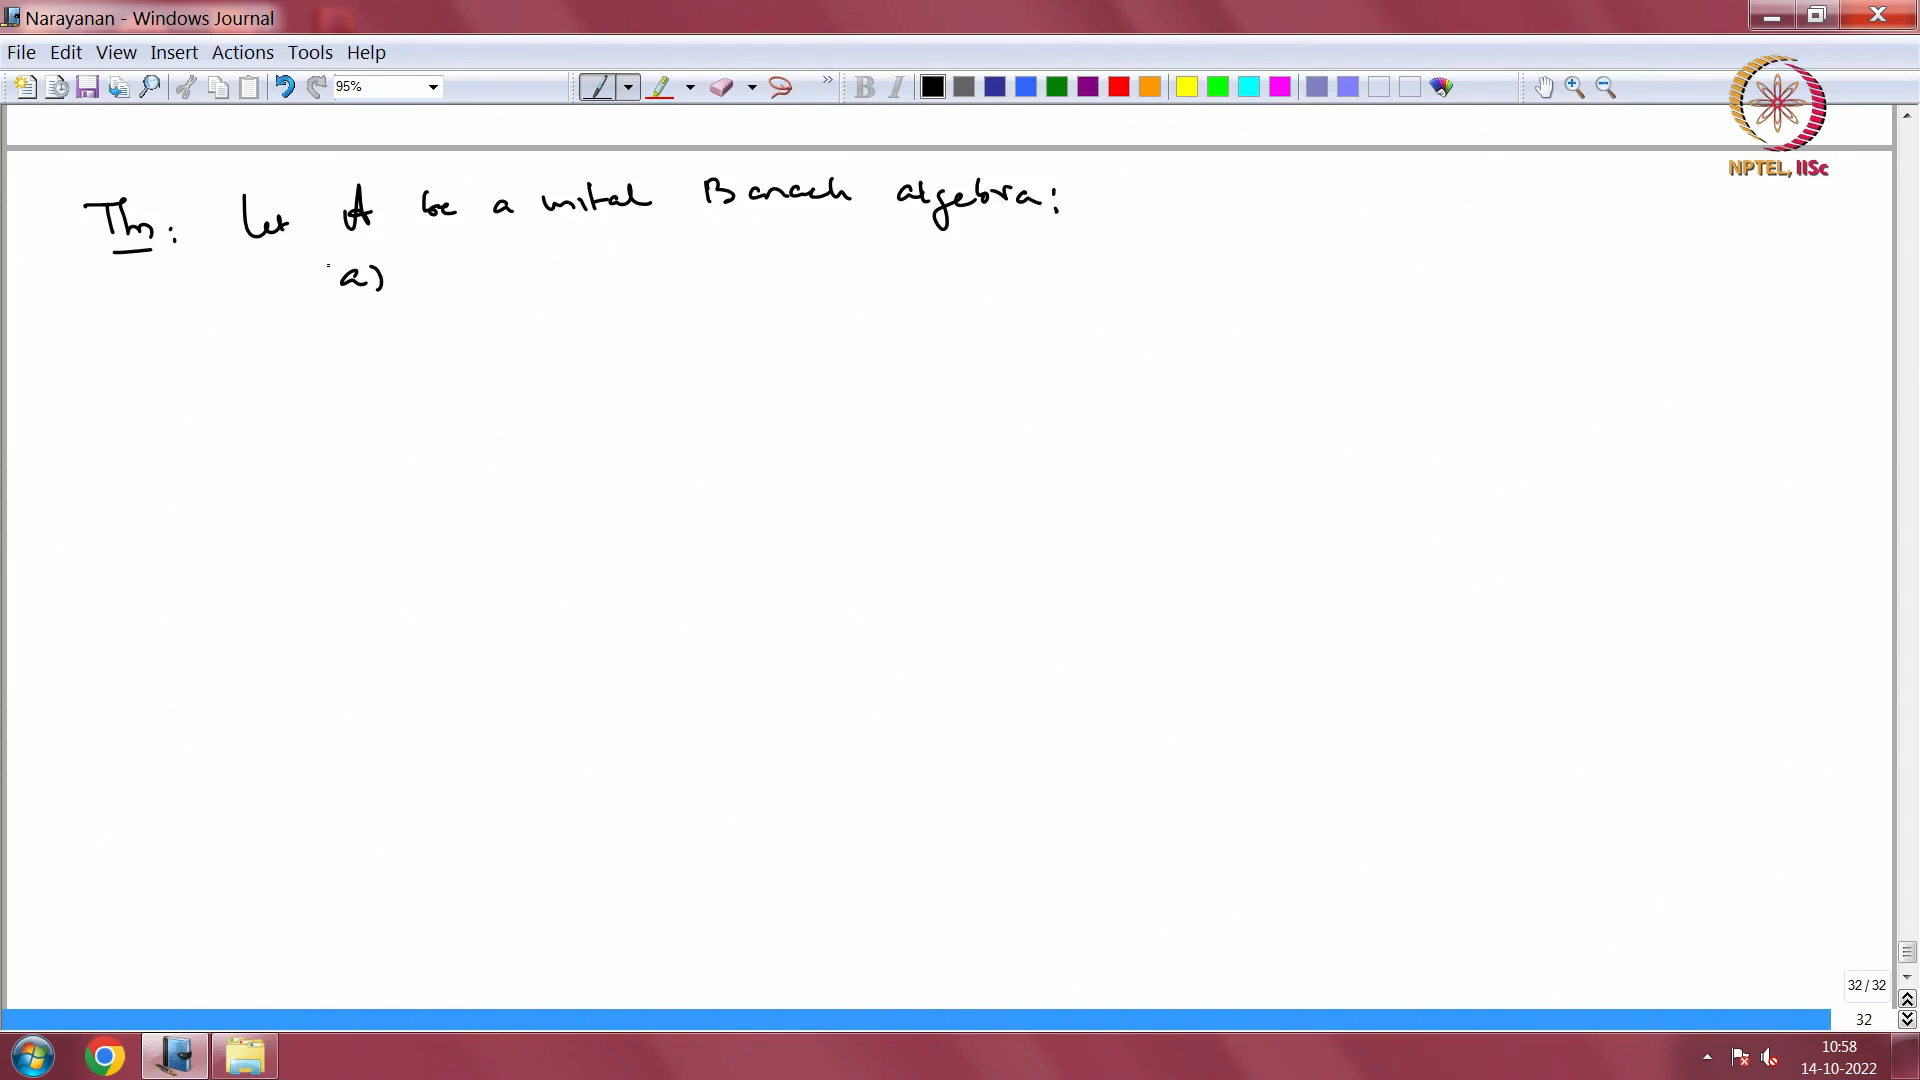 Narayanan - Windows Journal
File Edit View Insert Actions Tools Help
95%
B I
NPTEL, IISc
Thm: Let A be a unital Banach algebra:
a)
32 / 32
32
10:58
14-10-2022